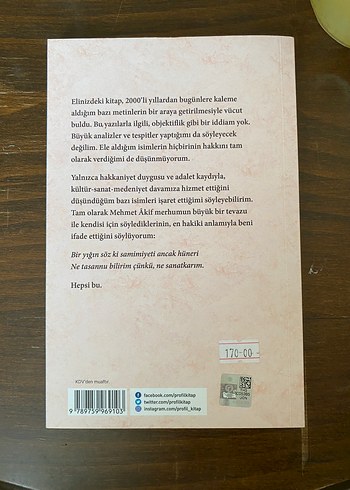 Elinizdeki kitap, 2000'li yıllardan bugünlere kaleme
aldığım bazı metinlerin bir araya getirilmesiyle vücut
buldu. Bu yazılarla ilgili, objektiflik gibi bir iddiam yok.
Büyük analizler ve tespitler yaptığımı da söyleyecek
değilim. Ele aldığım isimlerin hiçbirinin hakkını tam
olarak verdiğimi de düşünmüyorum.
Yalnızca hakkaniyet duygusu ve adalet kaydıyla,
kültür-sanat-medeniyet davamıza hizmet ettiğini
düşündüğüm bazı isimleri işaret ettiğimi söyleyebilirim.
Tam olarak Mehmet Âkif merhumun büyük bir tevazu
ile kendisi için söylediklerinin, en hakiki anlamıyla beni
ifade ettiğini söylüyorum:
Bir yığın söz ki samimiyeti ancak hüneri
Ne tasannu bilirim çünkü, ne sanatkarım.
Hepsi bu.
170-00
KDV'den muaftır.
facebook.com/profilkitap
twitter.com/profilkitap
instagram.com/profil_kitap
9 789759 969103